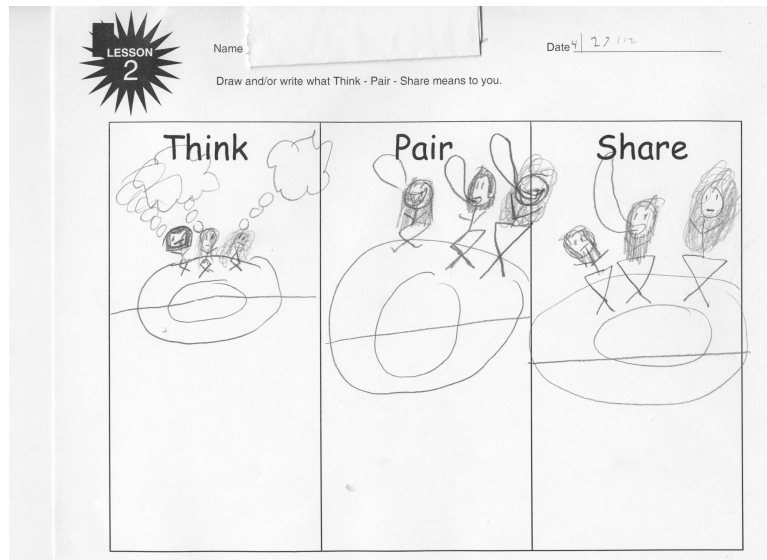 LESSON
2
Name
Date 4/27/12
Draw and/or write what Think - Pair - Share means to you.
Think
Pair
Share